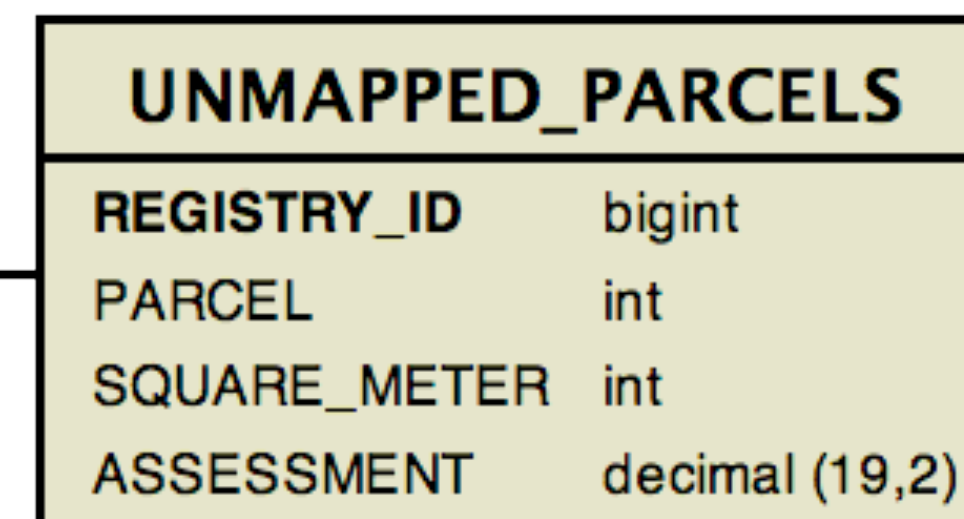 UNMAPPED_PARCELS
REGISTRY_ID bigint
PARCEL int
SQUARE_METER int
ASSESSMENT decimal (19,2)